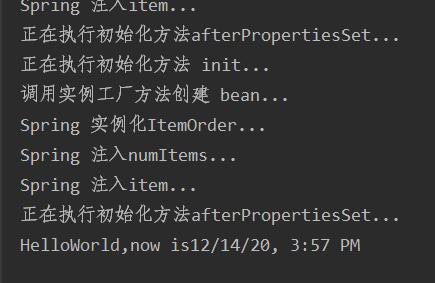 Spring 注入item...
正在执行初始化方法afterPropertiesSet...
正在执行初始化方法 init...
调用实例工厂方法创建 bean...
Spring 实例化ItemOrder...
Spring 注入numItems...
Spring 注入item...
正在执行初始化方法afterPropertiesSet...
HelloWorld,now is12/14/20, 3:57 PM